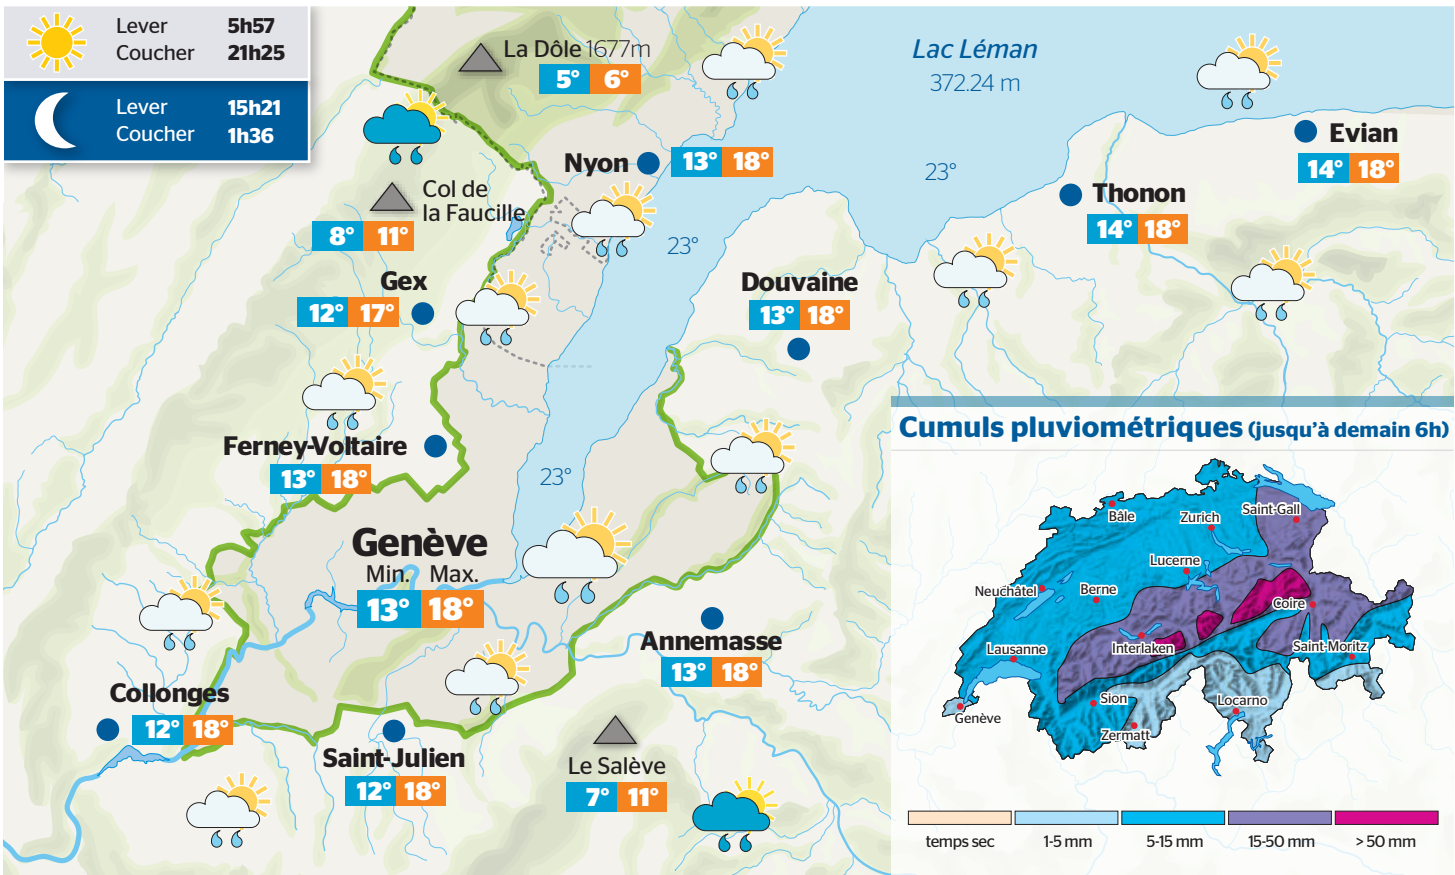 Lever 5h57
Coucher 21h25
Lever 15h21
Coucher 1h36
La Dôle 1677m
5° 6°
Lac Léman
372.24 m
Evian
14° 18°
Nyon 13° 18°
23°
Thonon
14° 18°
Col de
la Faucille
8° 11°
23°
Gex
12° 17°
Douvaine
13° 18°
Ferney-Voltaire
13° 18°
23°
Genève
Min. Max.
13° 18°
Annemasse
13° 18°
Collonges
12° 18°
Saint-Julien
12° 18°
Le Salève
7° 11°
Cumuls pluviométriques (jusqu'à demain 6h)
Bâle
Zurich
Saint-Gall
Lucerne
Neuchâtel
Berne
Coire
Lausanne
Interlaken
Saint-Moritz
Sion
Locarno
Genève
Zermatt
temps sec 1-5 mm 5-15 mm 15-50 mm > 50 mm